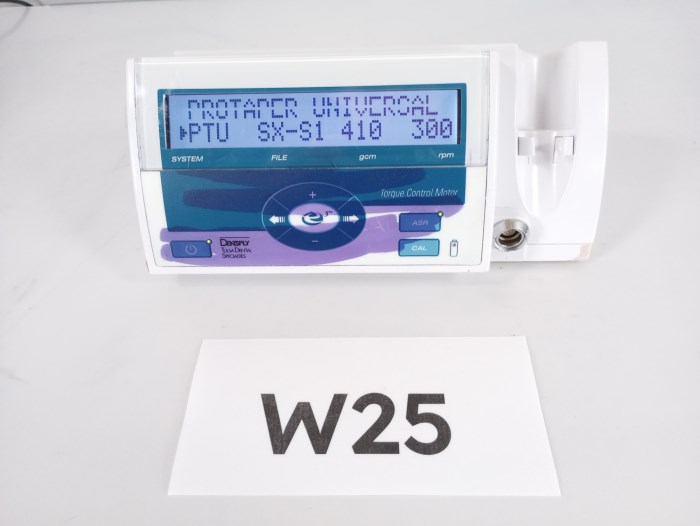 PROTAPER UNIVERSAL
PTU SX-S1 410 300
SYSTEM FILE gcm rpm
Torque Control Motor
+
e3
ASR
−
DENTSPLY
TULSA DENTAL
SPECIALTIES
CAL
W25